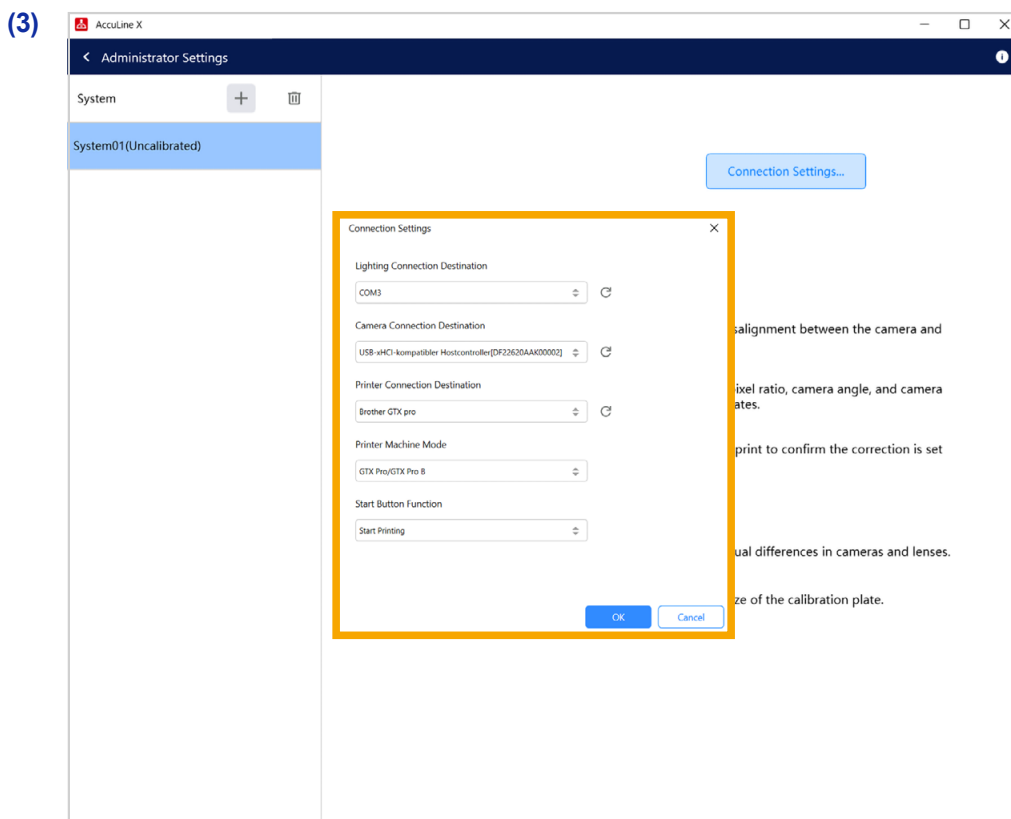 (3)
AccuLine X
Administrator Settings
System
System01(Uncalibrated)
Connection Settings...
Connection Settings
Lighting Connection Destination
COM3
Camera Connection Destination
USB-xHCI-kompatibler Hostcontroller[DF22620AAK00002]
Printer Connection Destination
Brother GTX pro
Printer Machine Mode
GTX Pro/GTX Pro B
Start Button Function
Start Printing
OK
Cancel
salignment between the camera and
ixel ratio, camera angle, and camera
ates.
print to confirm the correction is set
ual differences in cameras and lenses.
ze of the calibration plate.